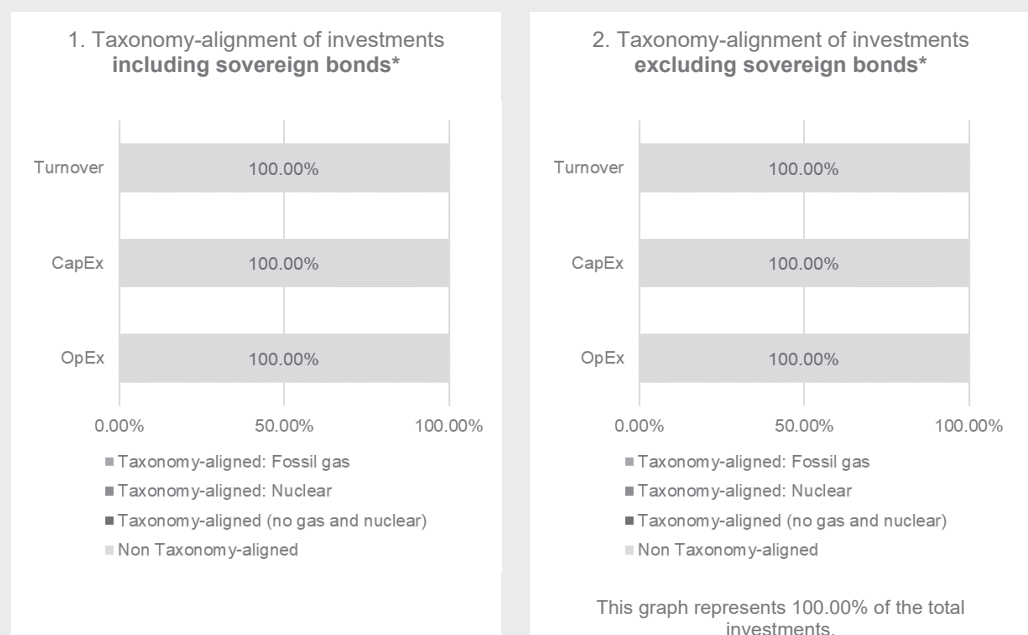 1. Taxonomy-alignment of investments
including sovereign bonds*
Turnover
100.00%
CapEx
100.00%
OpEx
100.00%
0.00%
50.00%
100.00%
Taxonomy-aligned: Fossil gas
Taxonomy-aligned: Nuclear
Taxonomy-aligned (no gas and nuclear)
Non Taxonomy-aligned
2. Taxonomy-alignment of investments
excluding sovereign bonds*
Turnover
100.00%
CapEx
100.00%
OpEx
100.00%
0.00%
50.00%
100.00%
Taxonomy-aligned: Fossil gas
Taxonomy-aligned: Nuclear
Taxonomy-aligned (no gas and nuclear)
Non Taxonomy-aligned
This graph represents 100.00% of the total
investments.